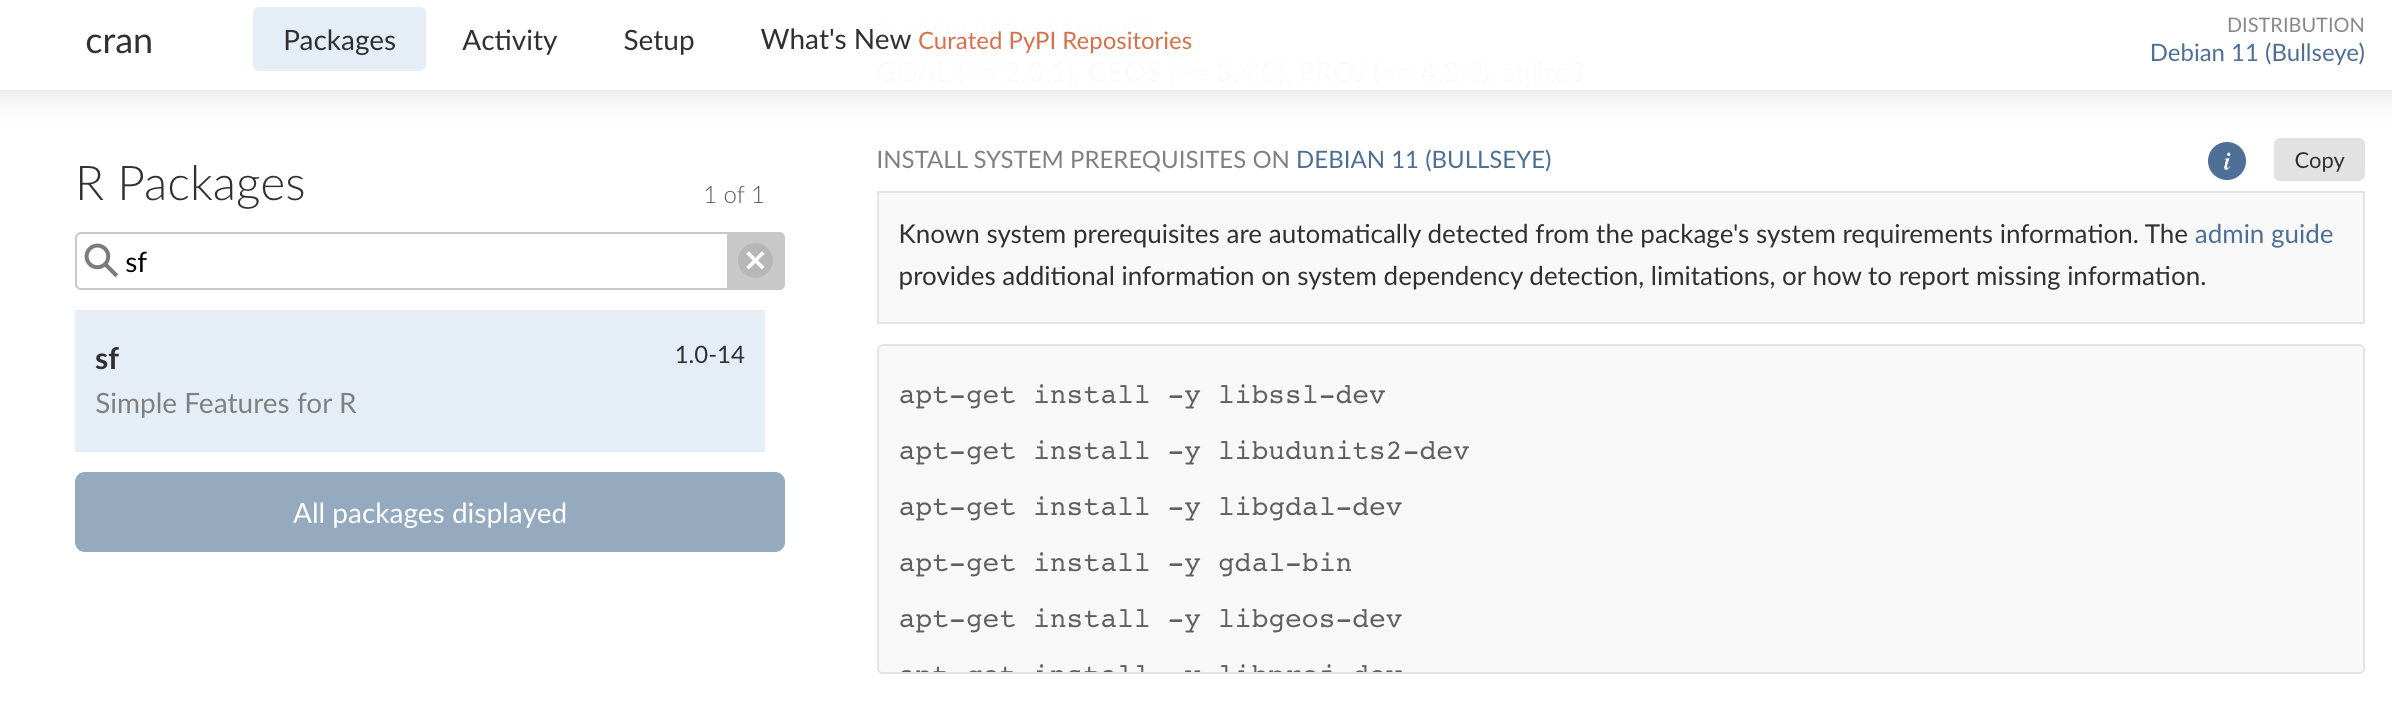 cran
Packages
Activity
Setup
What's New Curated PyPI Repositories
DISTRIBUTION
Debian 11 (Bullseye)
GDAL (>= 2.0.1), GEOS (>= 3.4.0), PROJ (>= 4.8.0), sqlite3
R Packages
1 of 1
sf
sf
1.0-14
Simple Features for R
All packages displayed
INSTALL SYSTEM PREREQUISITES ON DEBIAN 11 (BULLSEYE)
i
Copy
Known system prerequisites are automatically detected from the package's system requirements information. The admin guide
provides additional information on system dependency detection, limitations, or how to report missing information.
apt-get install -y libssl-dev
apt-get install -y libudunits2-dev
apt-get install -y libgdal-dev
apt-get install -y gdal-bin
apt-get install -y libgeos-dev
apt-get install -y libproj-dev